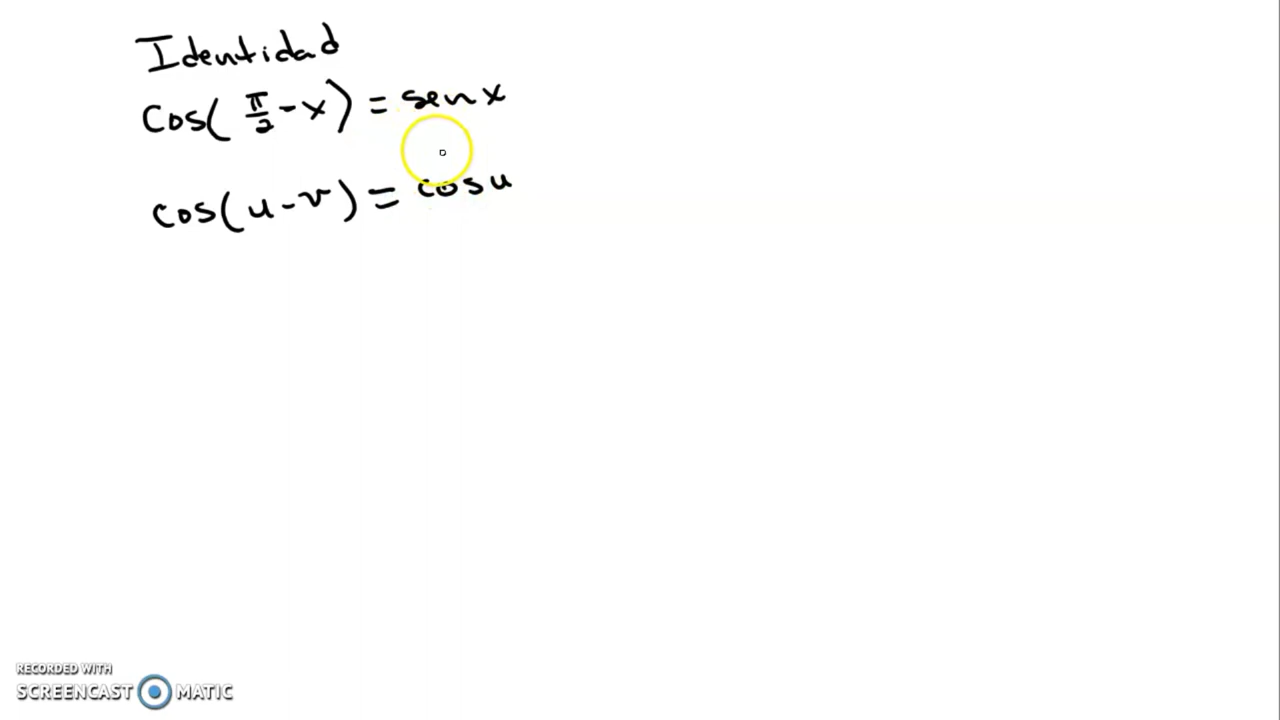 Identidad
Cos(π/2 - x) = sen x
cos(u - v) = cos u
RECORDED WITH
SCREENCAST MATIC